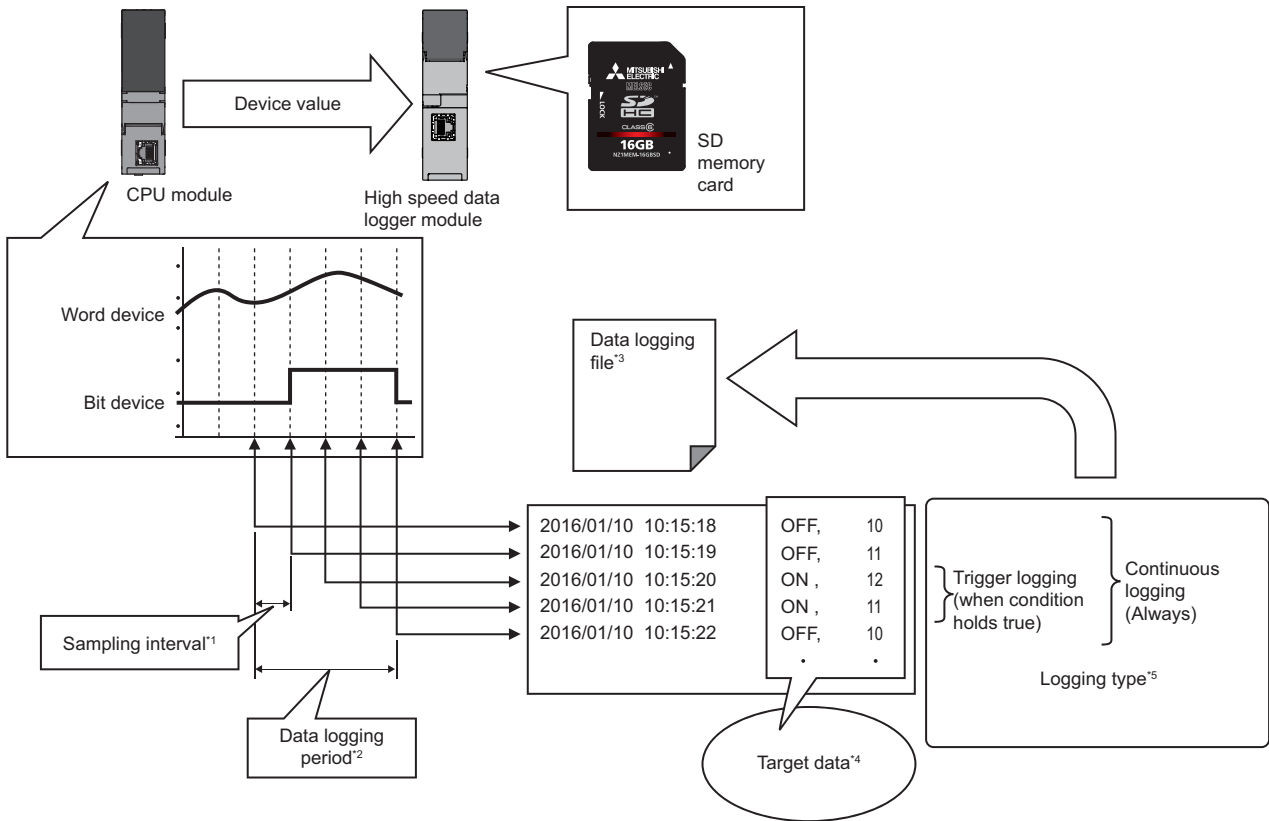 Device value
CPU module
High speed data
logger module
MITSUBISHI
ELECTRIC
MELSEC
LOCK
SD
HC
CLASS⑥
16GB
NZ1MEM-16GBSD
SD
memory
card
Word device
Bit device
Data logging
file*3
2016/01/10 10:15:18 OFF, 10
2016/01/10 10:15:19 OFF, 11
2016/01/10 10:15:20 ON , 12
2016/01/10 10:15:21 ON , 11
2016/01/10 10:15:22 OFF, 10
Trigger logging
(when condition
holds true)
Continuous
logging
(Always)
Logging type*5
Sampling interval*1
Data logging
period*2
Target data*4